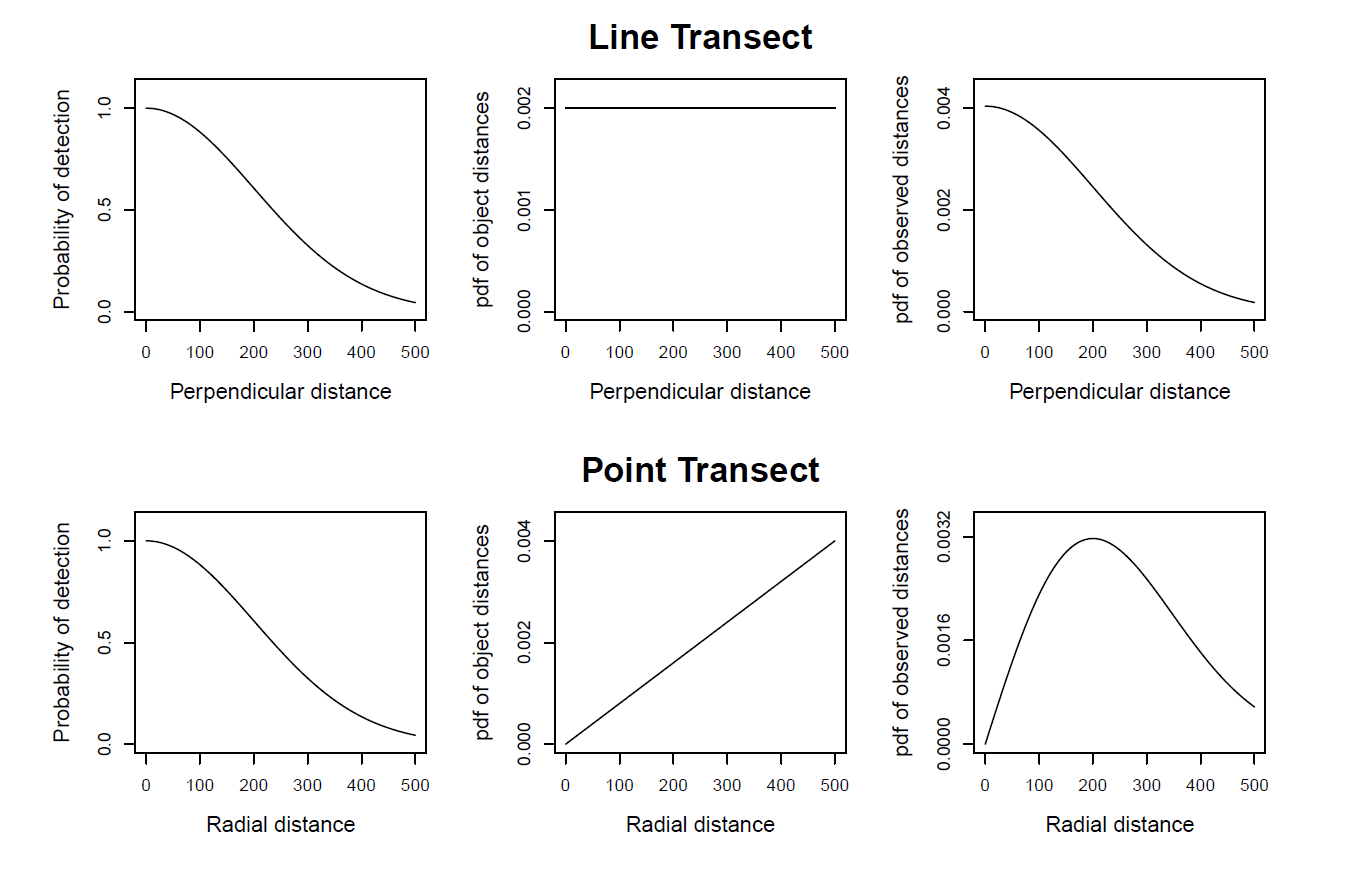 Line Transect
Probability of detection
0.0 0.5 1.0
0 100 200 300 400 500
Perpendicular distance
pdf of object distances
0.000 0.001 0.002
0 100 200 300 400 500
Perpendicular distance
pdf of observed distances
0.000 0.002 0.004
0 100 200 300 400 500
Perpendicular distance
Point Transect
Probability of detection
0.0 0.5 1.0
0 100 200 300 400 500
Radial distance
pdf of object distances
0.000 0.002 0.004
0 100 200 300 400 500
Radial distance
pdf of observed distances
0.0000 0.0016 0.0032
0 100 200 300 400 500
Radial distance